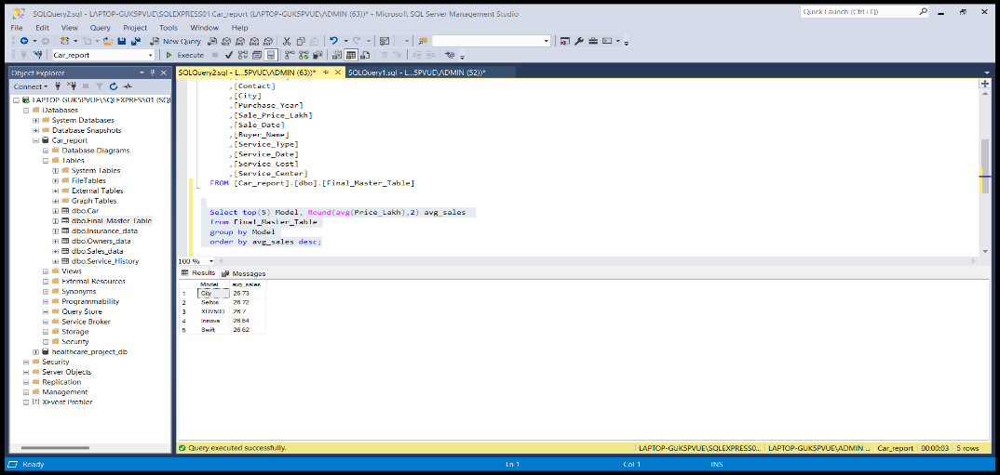 SQLQuery2.sql - LAPTOP-GUK5PVUE\SQLEXPRESS01.Car_report (LAPTOP-GUK5PVUE\ADMIN (63))* - Microsoft SQL Server Management Studio
Quick Launch (Ctrl+Q)
File Edit View Query Project Tools Window Help
New Query
Car_report
Execute
Object Explorer
Connect
LAPTOP-GUK5PVUE\SQLEXPRESS01 (SQL
Databases
System Databases
Database Snapshots
Car_report
Database Diagrams
Tables
System Tables
FileTables
External Tables
Graph Tables
dbo.Car
dbo.Final_Master_Table
dbo.Insurance_data
dbo.Owners_data
dbo.Sales_data
dbo.Service_History
Views
External Resources
Synonyms
Programmability
Query Store
Service Broker
Storage
Security
healthcare_project_db
Security
Server Objects
Replication
Management
XEvent Profiler
SQLQuery2.sql - L...5PVUE\ADMIN (63))* SQLQuery1.sql - L...5PVUE\ADMIN (52))*
,[Contact]
,[City]
,[Purchase_Year]
,[Sale_Price_Lakh]
,[Sale_Date]
,[Buyer_Name]
,[Service_Type]
,[Service_Date]
,[Service_Cost]
,[Service_Center]
FROM [Car_report].[dbo].[Final_Master_Table]
Select top(5) Model, Round(avg(Price_Lakh),2) avg_sales
from Final_Master_Table
group by Model
order by avg_sales desc;
100 %
Results Messages
Model avg_sales
1 City 26.73
2 Seltos 26.72
3 XUV500 26.7
4 Innova 26.64
5 Swift 26.62
Query executed successfully. LAPTOP-GUK5PVUE\SQLEXPRESS0... LAPTOP-GUK5PVUE\ADMIN ... Car_report 00:00:03 5 rows
Ready Ln 1 Col 1 INS